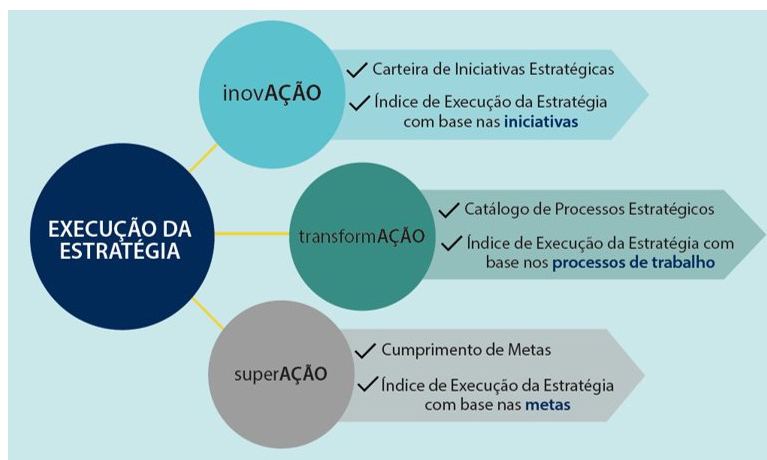 EXECUÇÃO DA
ESTRATÉGIA
inovAÇÃO
Carteira de Iniciativas Estratégicas
Índice de Execução da Estratégia
com base nas iniciativas
transformAÇÃO
Catálogo de Processos Estratégicos
Índice de Execução da Estratégia com
base nos processos de trabalho
superAÇÃO
Cumprimento de Metas
Índice de Execução da Estratégia
com base nas metas